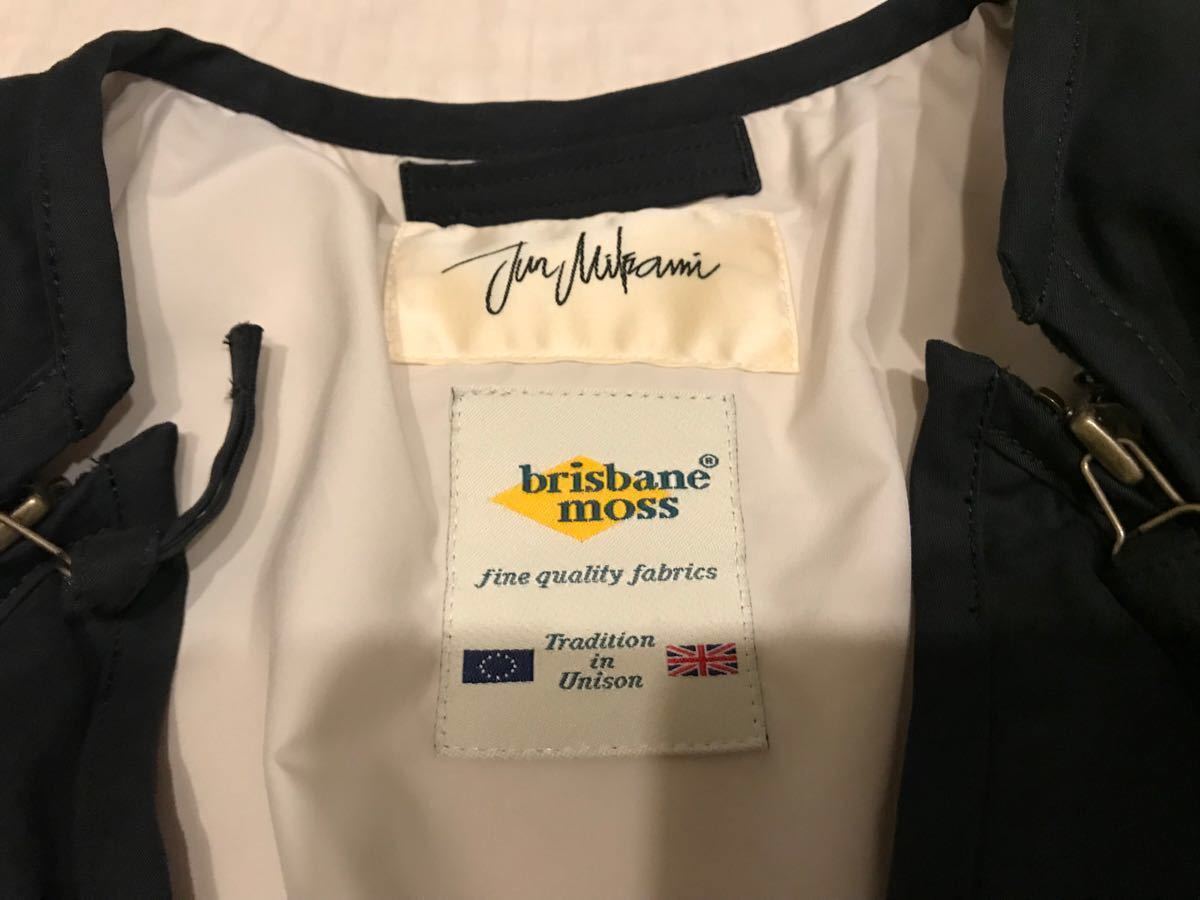 Jun Mikami
brisbane®
moss
fine quality fabrics
Tradition
in
Unison